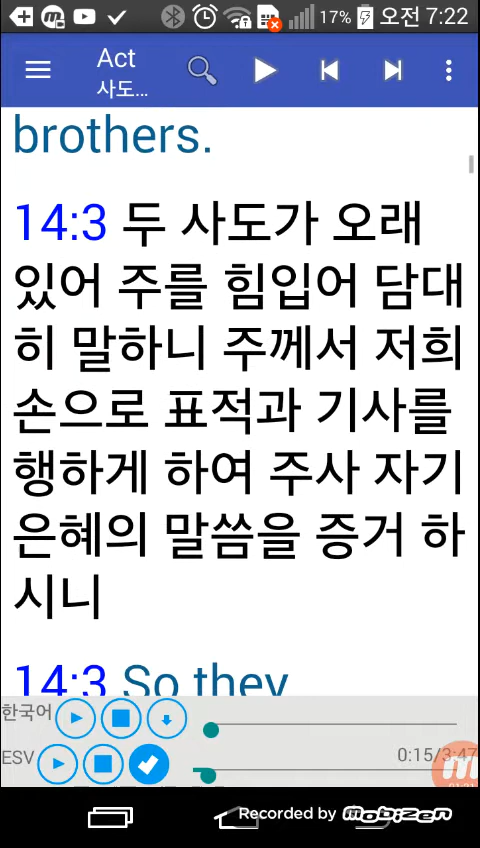 17% 오전 7:22
Act
사도...
brothers.
14:3 두 사도가 오래
있어 주를 힘입어 담대
히 말하니 주께서 저희
손으로 표적과 기사를
행하게 하여 주사 자기
은혜의 말씀을 증거 하
시니
14:3 So they
한국어
ESV
0:15/3:47
Recorded by MOBIZEN